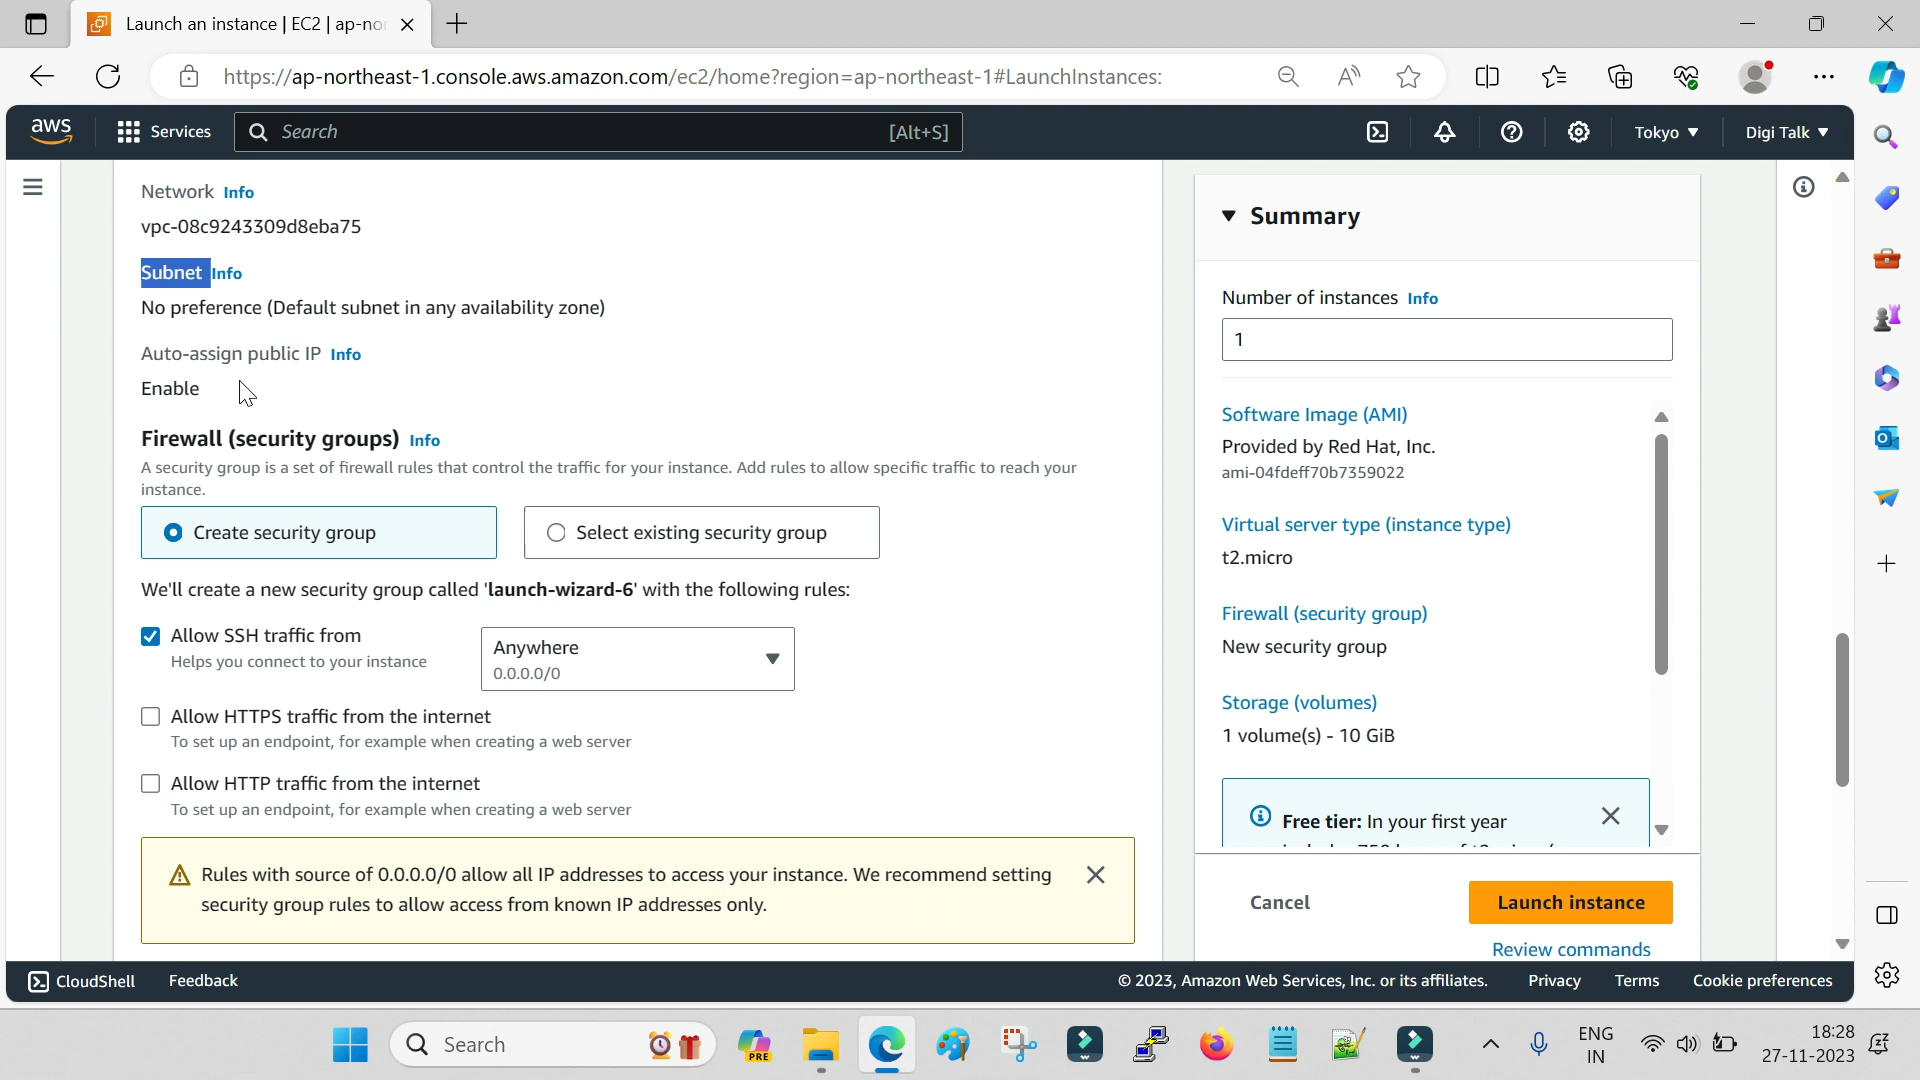 Launch an instance | EC2 | ap-nor
https://ap-northeast-1.console.aws.amazon.com/ec2/home?region=ap-northeast-1#LaunchInstances:
aws
Services
Search
[Alt+S]
Tokyo
Digi Talk
Network Info
vpc-08c9243309d8eba75
Subnet Info
No preference (Default subnet in any availability zone)
Auto-assign public IP Info
Enable
Firewall (security groups) Info
A security group is a set of firewall rules that control the traffic for your instance. Add rules to allow specific traffic to reach your
instance.
Create security group
Select existing security group
We'll create a new security group called 'launch-wizard-6' with the following rules:
Allow SSH traffic from
Helps you connect to your instance
Anywhere
0.0.0.0/0
Allow HTTPS traffic from the internet
To set up an endpoint, for example when creating a web server
Allow HTTP traffic from the internet
To set up an endpoint, for example when creating a web server
Rules with source of 0.0.0.0/0 allow all IP addresses to access your instance. We recommend setting
security group rules to allow access from known IP addresses only.
Summary
Number of instances Info
1
Software Image (AMI)
Provided by Red Hat, Inc.
ami-04fdeff70b7359022
Virtual server type (instance type)
t2.micro
Firewall (security group)
New security group
Storage (volumes)
1 volume(s) - 10 GiB
Free tier: In your first year
Cancel
Launch instance
Review commands
CloudShell
Feedback
© 2023, Amazon Web Services, Inc. or its affiliates.
Privacy
Terms
Cookie preferences
Search
PRE
ENG
IN
18:28
27-11-2023